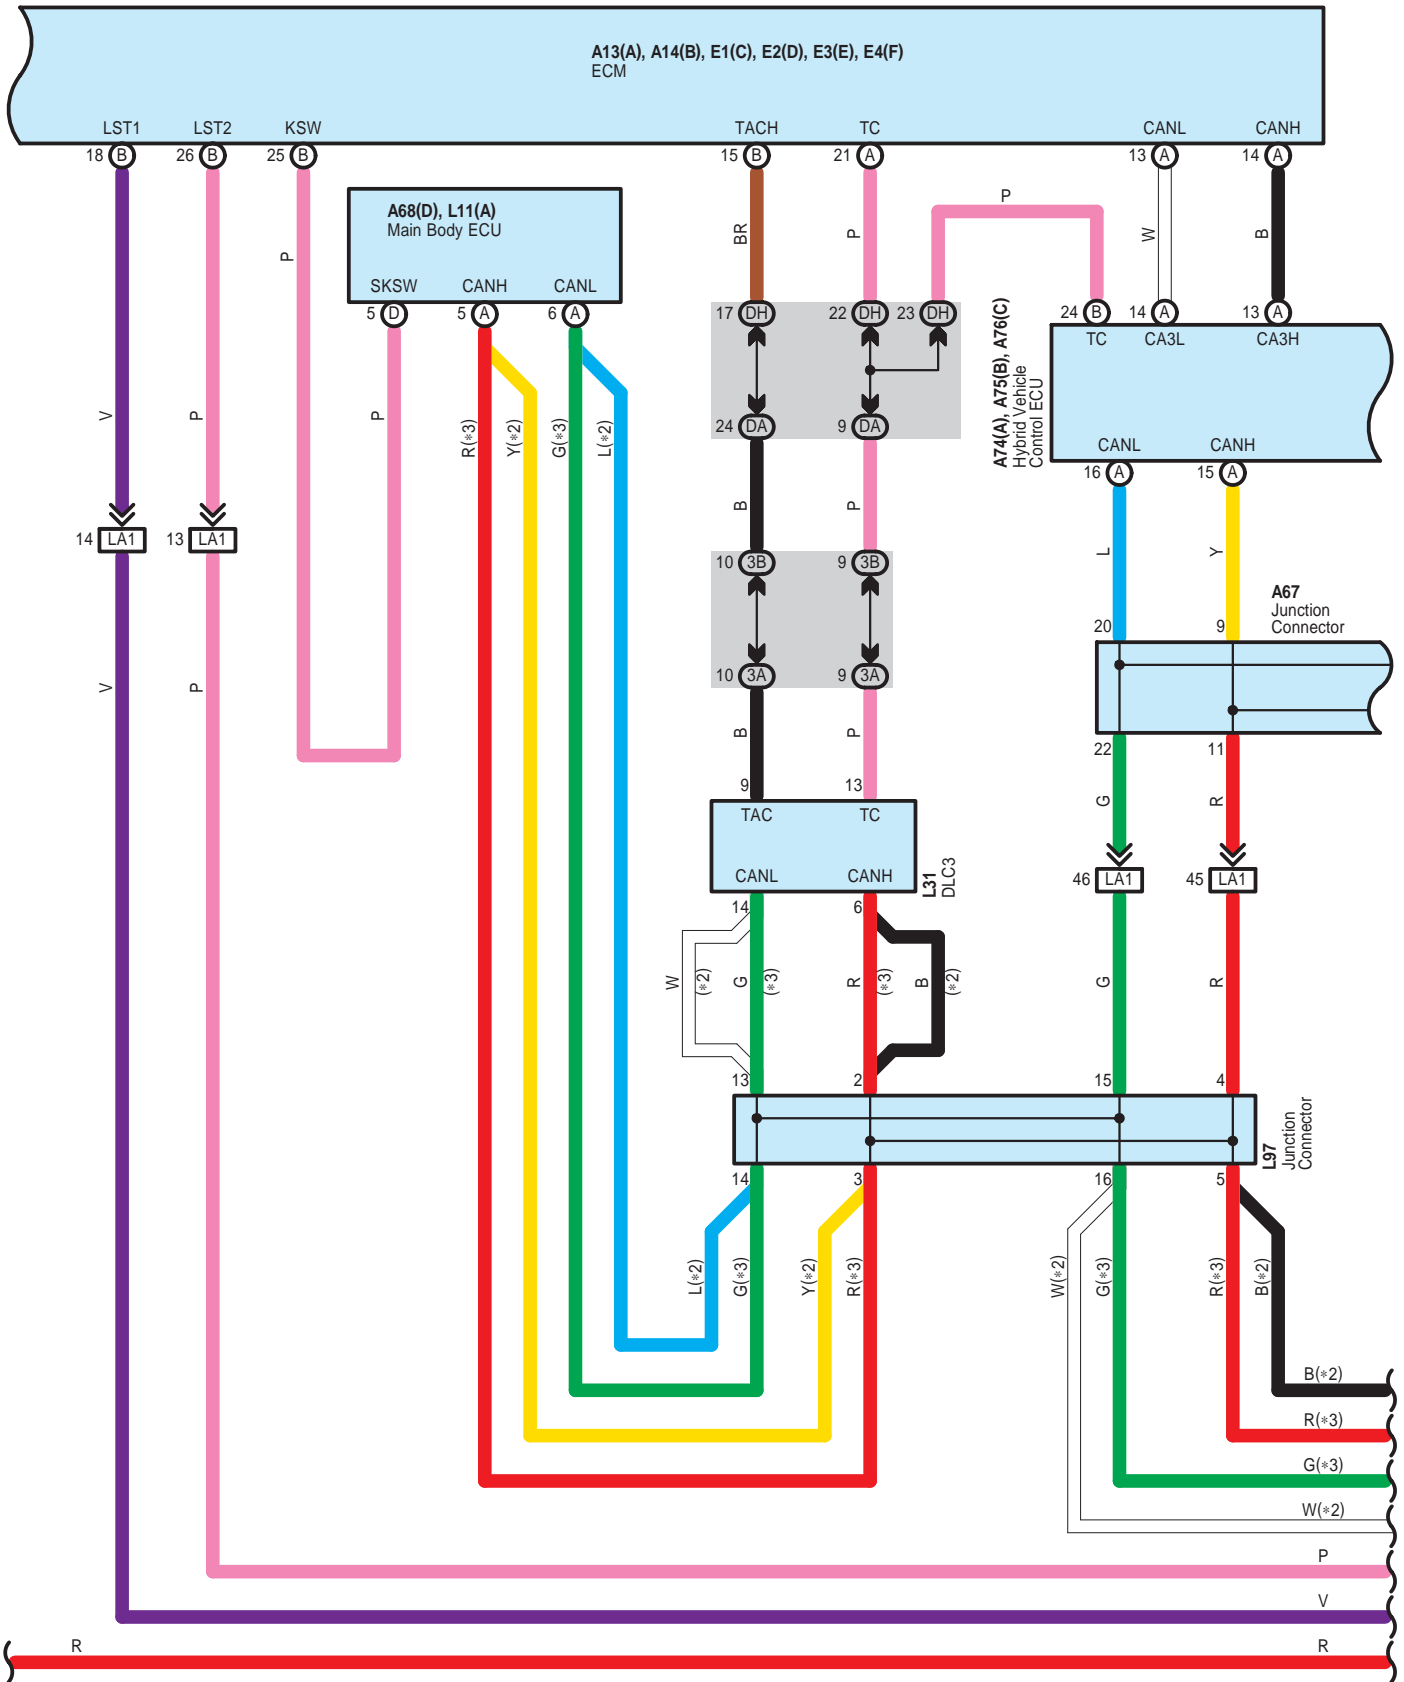 A13(A), A14(B), E1(C), E2(D), E3(E), E4(F)
ECM
LST1 LST2 KSW TACH TC CANL CANH
18 B 26 B 25 B 15 B 21 A 13 A 14 A
A68(D), L11(A)
Main Body ECU
SKSW CANH CANL
5 D 5 A 6 A
P
P
BR
P
W
B
17 DH 22 DH 23 DH
24 B 14 A 13 A
TC CA3L CA3H
A74(A), A75(B), A76(C)
Hybrid Vehicle
Control ECU
24 DA 9 DA
V
P
P
R(*3)
Y(*2)
G(*3)
L(*2)
CANL CANH
16 A 15 A
B
P
14 LA1 13 LA1
10 3B 9 3B
L
Y
A67
Junction
Connector
20 9
10 3A 9 3A
V
P
B
P
22 11
9 13
TAC TC
G
R
CANL CANH
L31
DLC3
46 LA1 45 LA1
14 6
W
(*2)
G
(*3)
R
(*3)
B
(*2)
G
R
13 2 15 4
L97
Junction
Connector
14 3 16 5
L(*2)
G(*3)
Y(*2)
R(*3)
W(*2)
G(*3)
R(*3)
B(*2)
B(*2)
R(*3)
G(*3)
W(*2)
P
V
R R